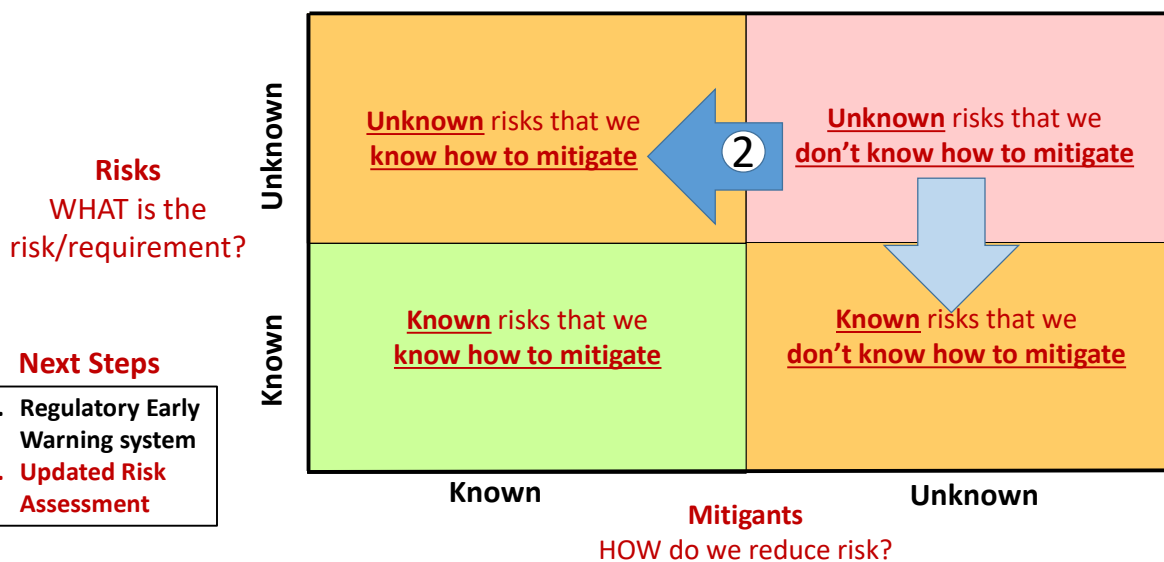 Unknown
Unknown risks that we
know how to mitigate
2
Unknown risks that we
don’t know how to mitigate
Risks
WHAT is the
risk/requirement?
Known
Known risks that we
know how to mitigate
Known risks that we
don’t know how to mitigate
Next Steps
. Regulatory Early
Warning system
. Updated Risk
Assessment
Known
Unknown
Mitigants
HOW do we reduce risk?